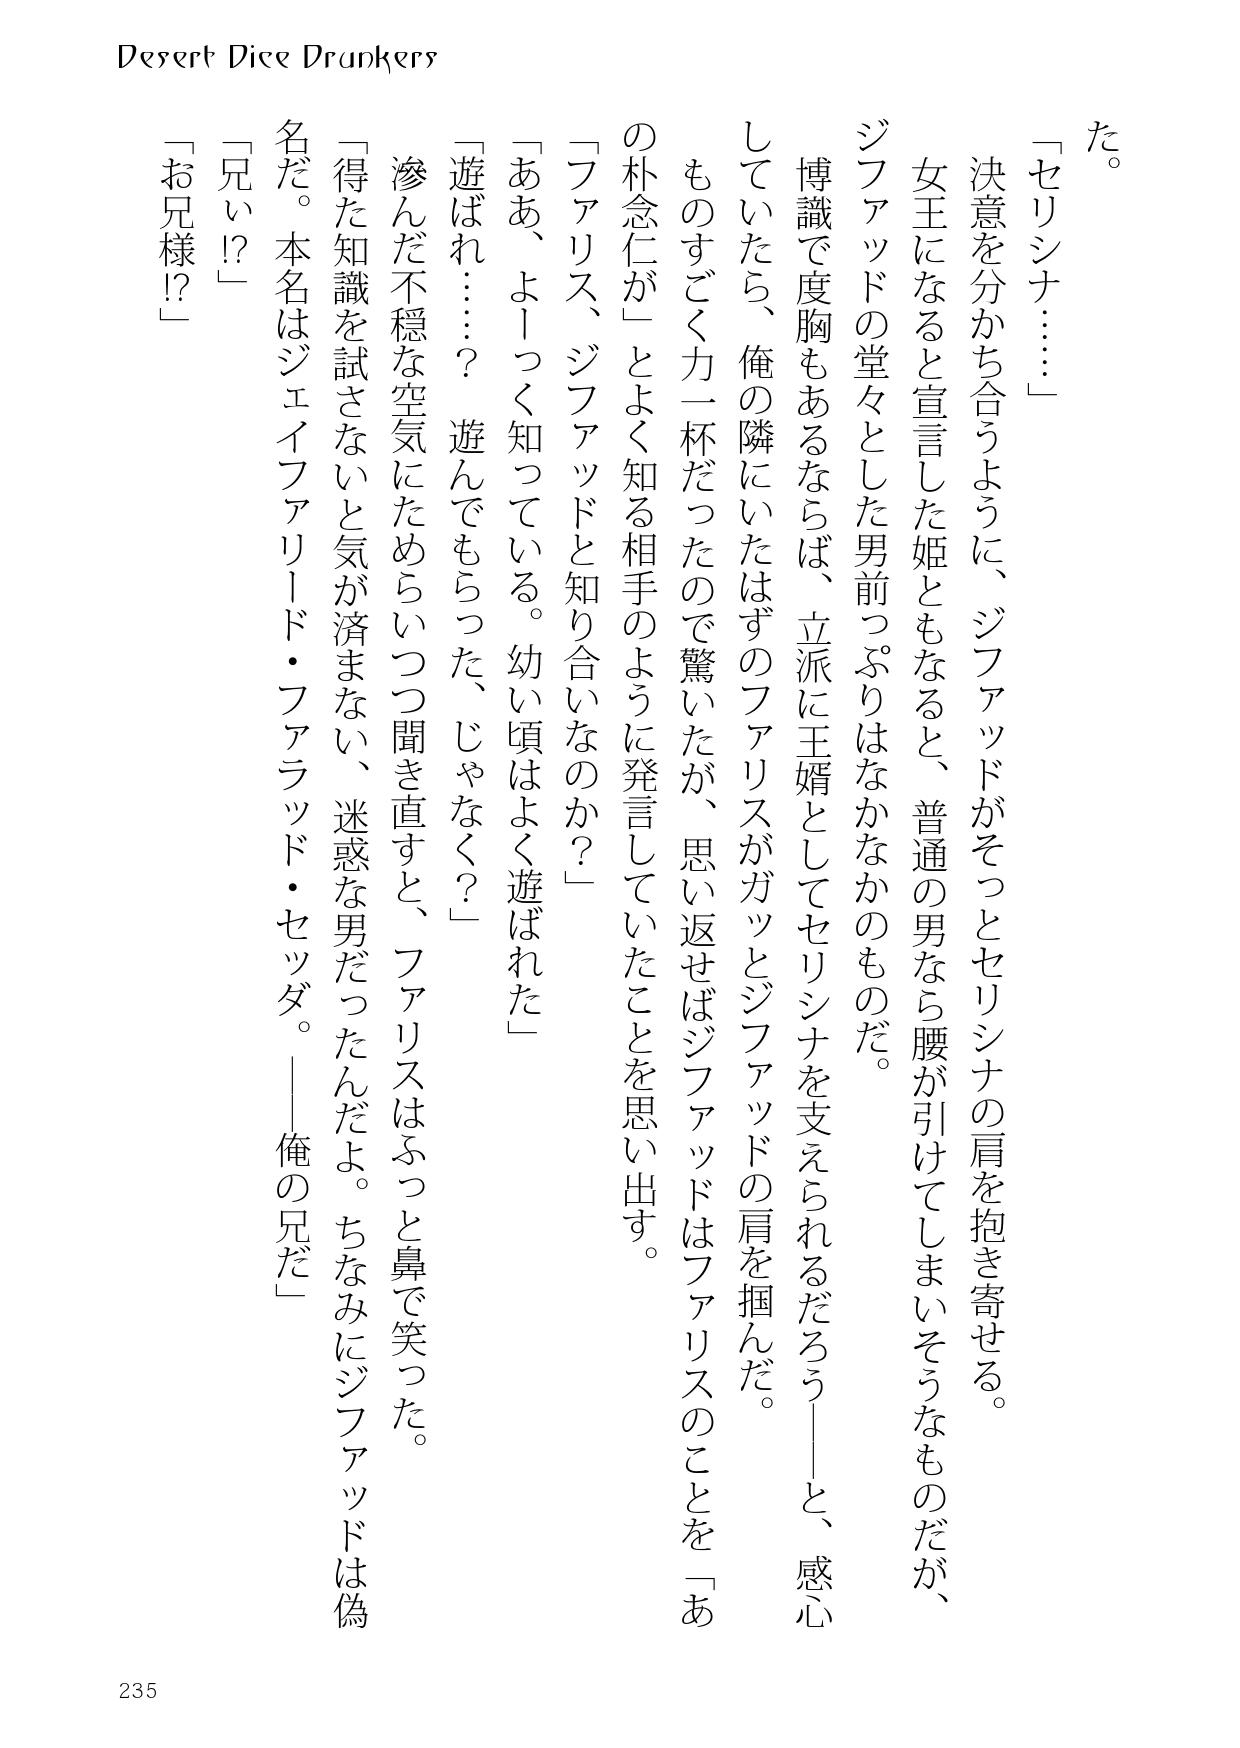 Desert Dice Drunkers
た。
「セリシナ……」
　決意を分かち合うように、ジファッドがそっとセリシナの肩を抱き寄せる。
　女王になると宣言した姫ともなると、普通の男なら腰が引けてしまいそうなものだが、
ジファッドの堂々とした男前っぷりはなかなかのものだ。
　博識で度胸もあるならば、立派に王婿としてセリシナを支えられるだろう――と、感心
していたら、俺の隣にいたはずのファリスがガッとジファッドの肩を掴んだ。
　ものすごく力一杯だったので驚いたが、思い返せばジファッドはファリスのことを「あ
の朴念仁が」とよく知る相手のように発言していたことを思い出す。
「ファリス、ジファッドと知り合いなのか？」
「ああ、よーっく知っている。幼い頃はよく遊ばれた」
「遊ばれ……？　遊んでもらった、じゃなく？」
　滲んだ不穏な空気にためらいつつ聞き直すと、ファリスはふっと鼻で笑った。
「得た知識を試さないと気が済まない、迷惑な男だったんだよ。ちなみにジファッドは偽
名だ。本名はジェイファリード・ファラッド・セッダ。――俺の兄だ」
「兄ぃ!?」
「お兄様!?」
235